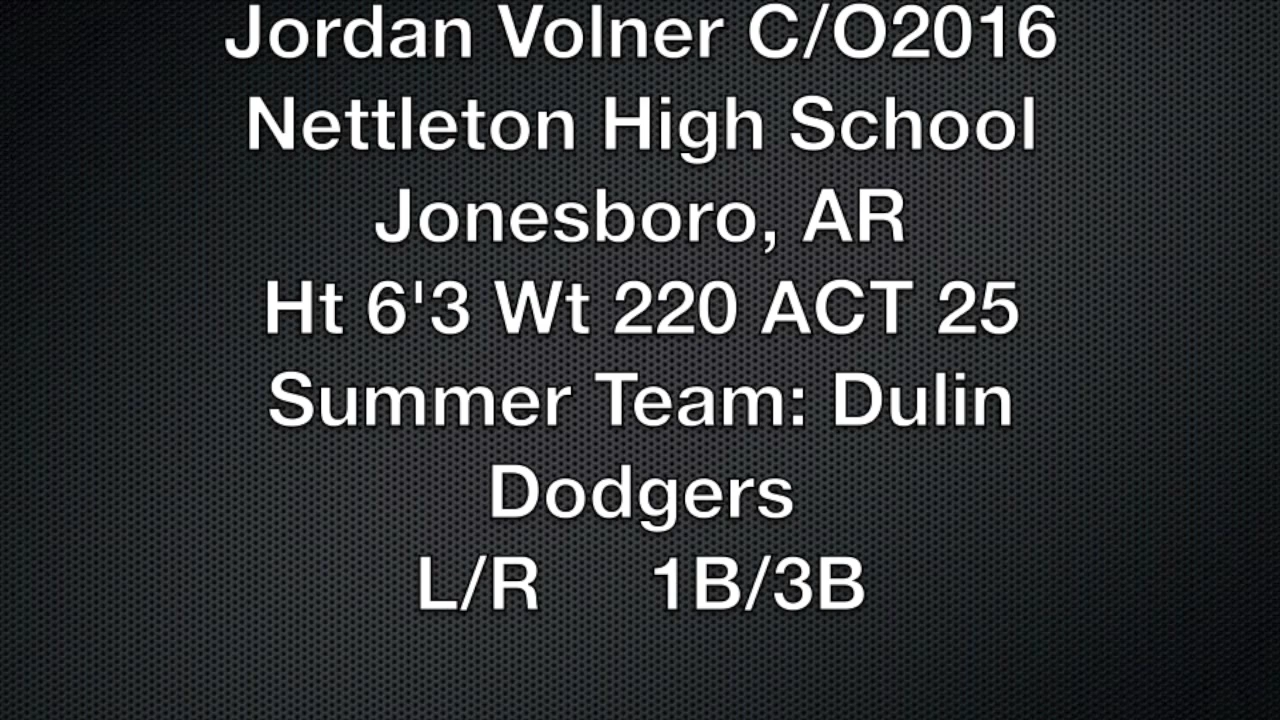 Jordan Volner C/O2016
Nettleton High School
Jonesboro, AR
Ht 6'3 Wt 220 ACT 25
Summer Team: Dulin
Dodgers
L/R 1B/3B